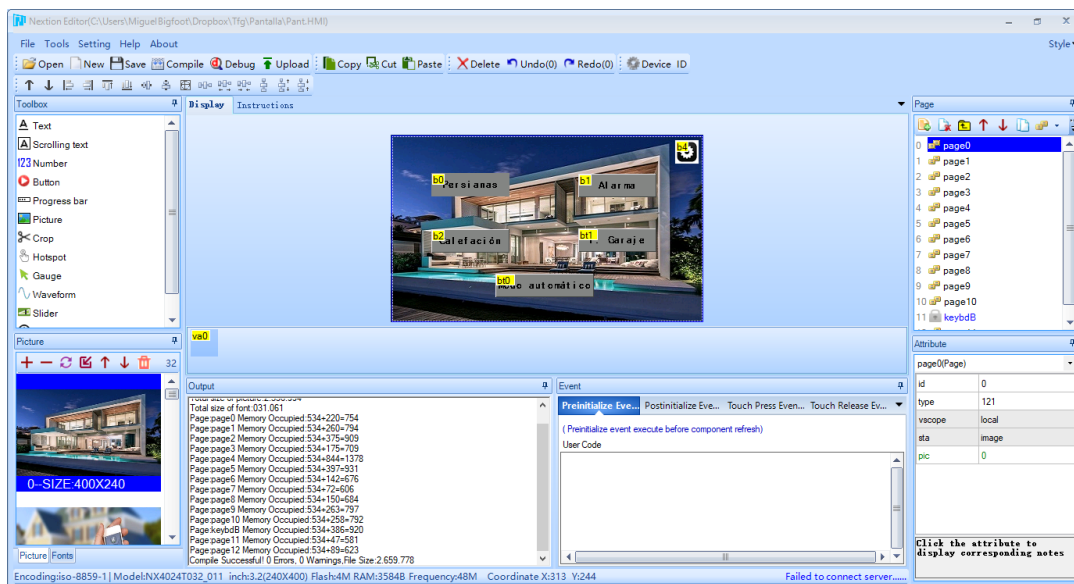 Nextion Editor(C:\Users\MiguelBigfoot\Dropbox\Tfg\Pantalla\Pant.HMI)
File Tools Setting Help About
Style
Open New Save Compile Debug Upload Copy Cut Paste Delete Undo(0) Redo(0) Device ID
Toolbox
Text
Scrolling text
123 Number
Button
Progress bar
Picture
Crop
Hotspot
Gauge
Waveform
Slider
Display Instructions
b4
b0 Persianas
b1 Alarma
b2 Calefación
bt1 Garaje
bt0 Modo automático
va0
Page
0 page0
1 page1
2 page2
3 page3
4 page4
5 page5
6 page6
7 page7
8 page8
9 page9
10 page10
11 keybdB
Picture
32
0--SIZE:400X240
Picture Fonts
Output
Total size of font:031.061
Page:page0 Memory Occupied:534+220=754
Page:page1 Memory Occupied:534+260=794
Page:page2 Memory Occupied:534+375=909
Page:page3 Memory Occupied:534+175=709
Page:page4 Memory Occupied:534+844=1378
Page:page5 Memory Occupied:534+397=931
Page:page6 Memory Occupied:534+142=676
Page:page7 Memory Occupied:534+72=606
Page:page8 Memory Occupied:534+150=684
Page:page9 Memory Occupied:534+263=797
Page:page10 Memory Occupied:534+258=792
Page:keybdB Memory Occupied:534+386=920
Page:page11 Memory Occupied:534+47=581
Page:page12 Memory Occupied:534+89=623
Compile Successful! 0 Errors, 0 Warnings,File Size:2.659.778
Event
Preinitialize Eve... Postinitialize Eve... Touch Press Even... Touch Release Ev...
( Preinitialize event execute before component refresh)
User Code
Attribute
page0(Page)
id 0
type 121
vscope local
sta image
pic 0
Click the attribute to
display corresponding notes
Encoding:iso-8859-1 Model:NX4024T032_011 inch:3.2(240X400) Flash:4M RAM:3584B Frequency:48M Coordinate X:313 Y:244
Failed to connect server......